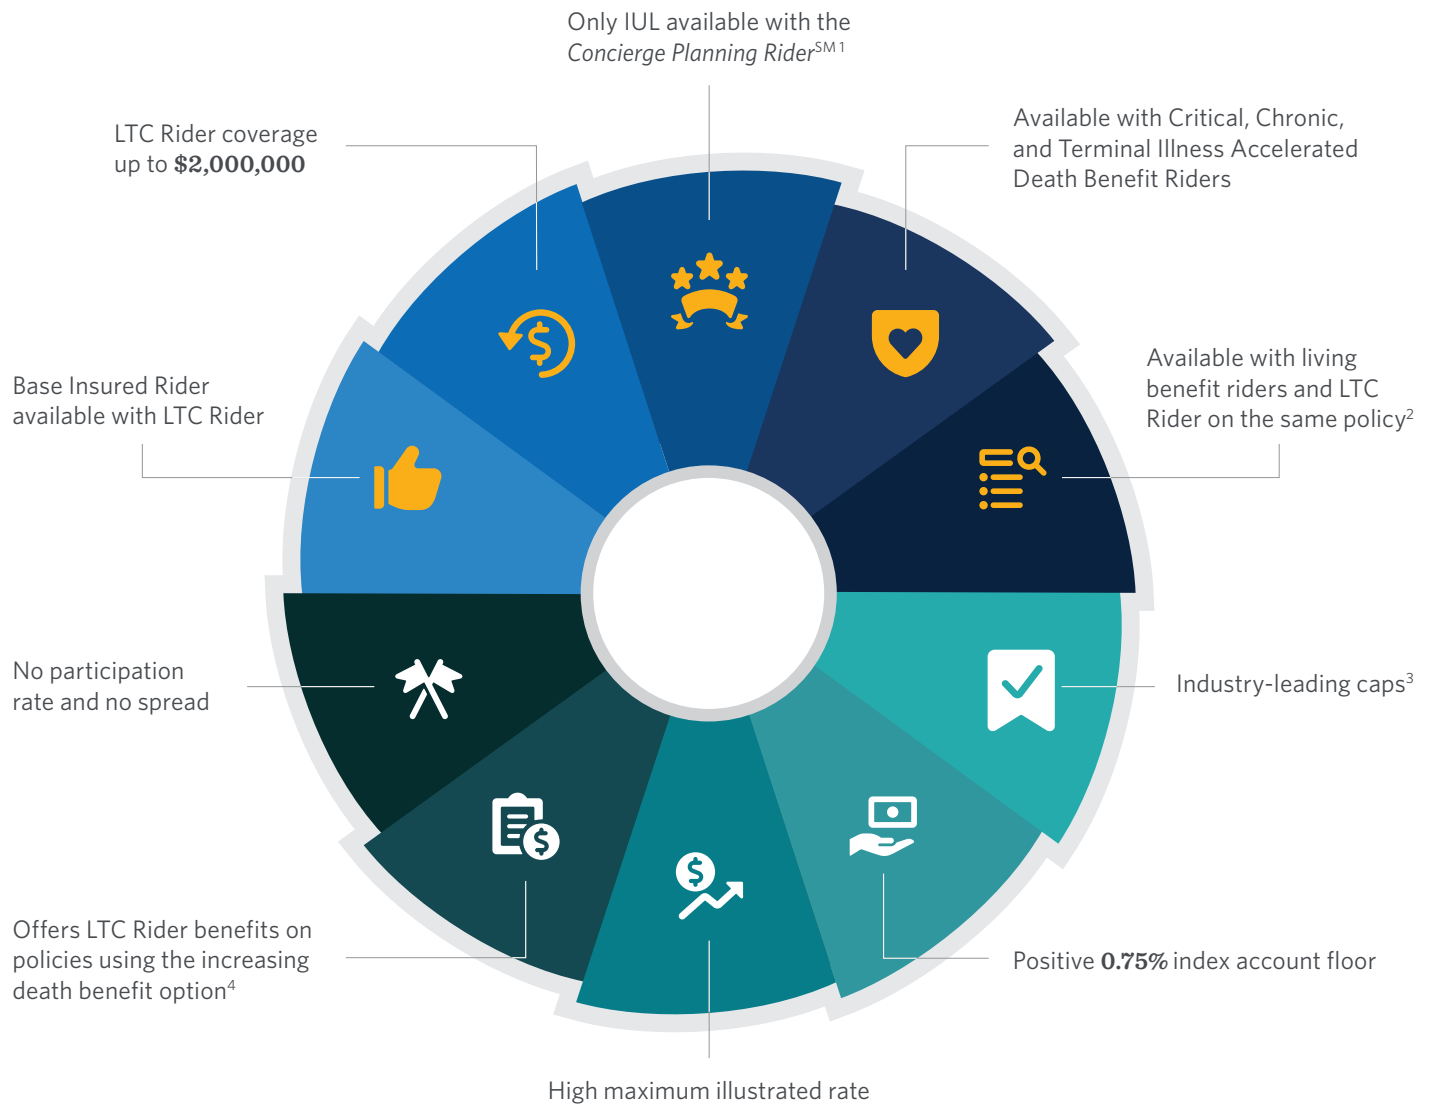 Only IUL available with the
Concierge Planning Rider℠ 1
LTC Rider coverage
up to $2,000,000
Available with Critical, Chronic,
and Terminal Illness Accelerated
Death Benefit Riders
Base Insured Rider
available with LTC Rider
Available with living
benefit riders and LTC
Rider on the same policy2
No participation
rate and no spread
Industry-leading caps3
Offers LTC Rider benefits on
policies using the increasing
death benefit option4
Positive 0.75% index account floor
High maximum illustrated rate
$
$
$